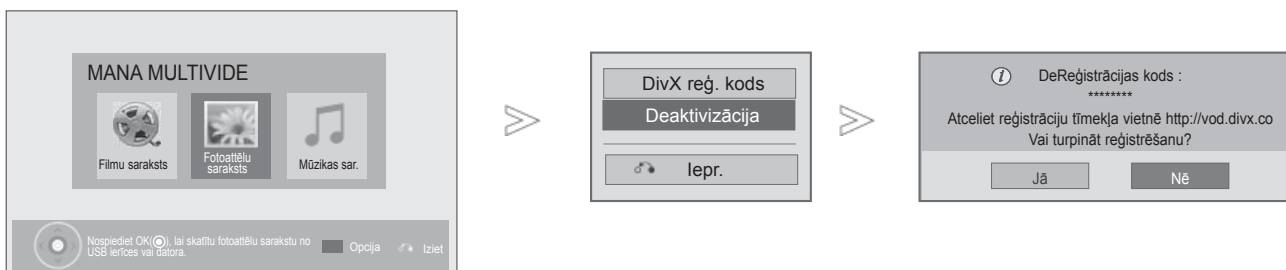 MANA MULTIVIDE
Filmu saraksts
Fotoattēlu
saraksts
Mūzikas sar.
Nospiediet OK(◉), lai skatītu fotoattēlu sarakstu no
USB ierīces vai datora.
Opcija
Iziet
DivX reģ. kods
Deaktivizācija
Iepr.
DeReģistrācijas kods :
********
Atceliet reģistrāciju tīmekļa vietnē http://vod.divx.co
Vai turpināt reģistrēšanu?
Jā
Nē